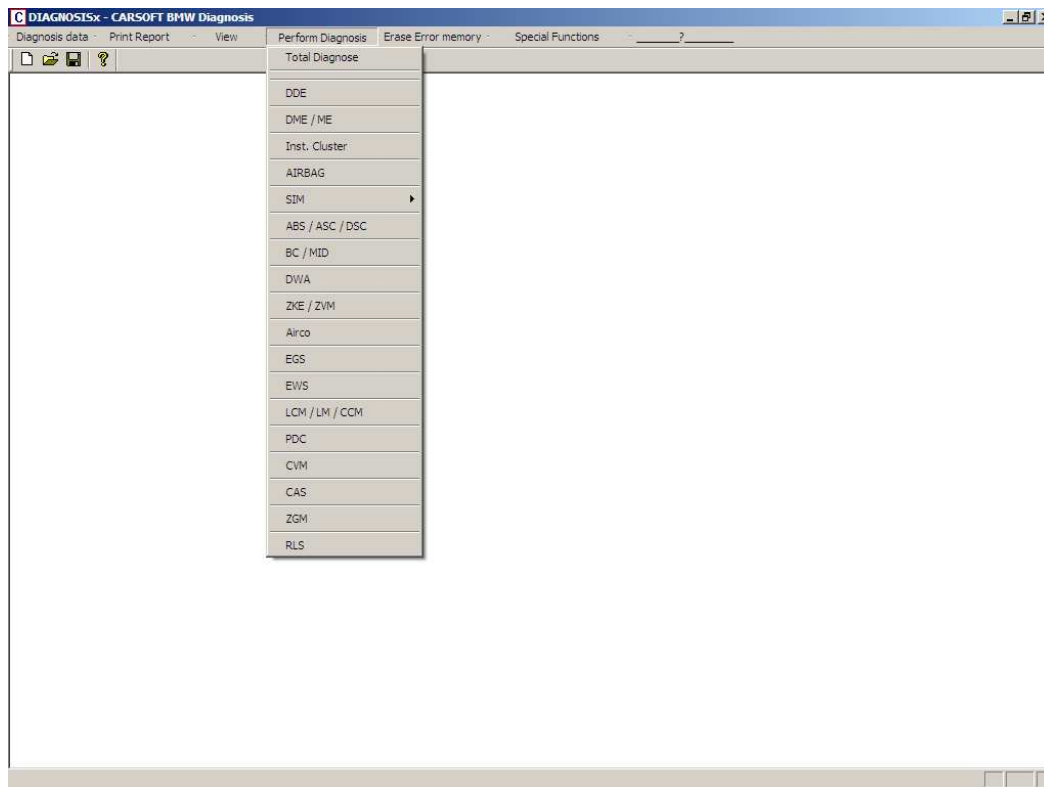 DIAGNOSISx - CARSOFT BMW Diagnosis
Diagnosis data - Print Report - View Perform Diagnosis Erase Error memory - Special Functions - ______?_______
Total Diagnose
DDE
DME / ME
Inst. Cluster
AIRBAG
SIM
ABS / ASC / DSC
BC / MID
DWA
ZKE / ZVM
Airco
EGS
EWS
LCM / LM / CCM
PDC
CVM
CAS
ZGM
RLS